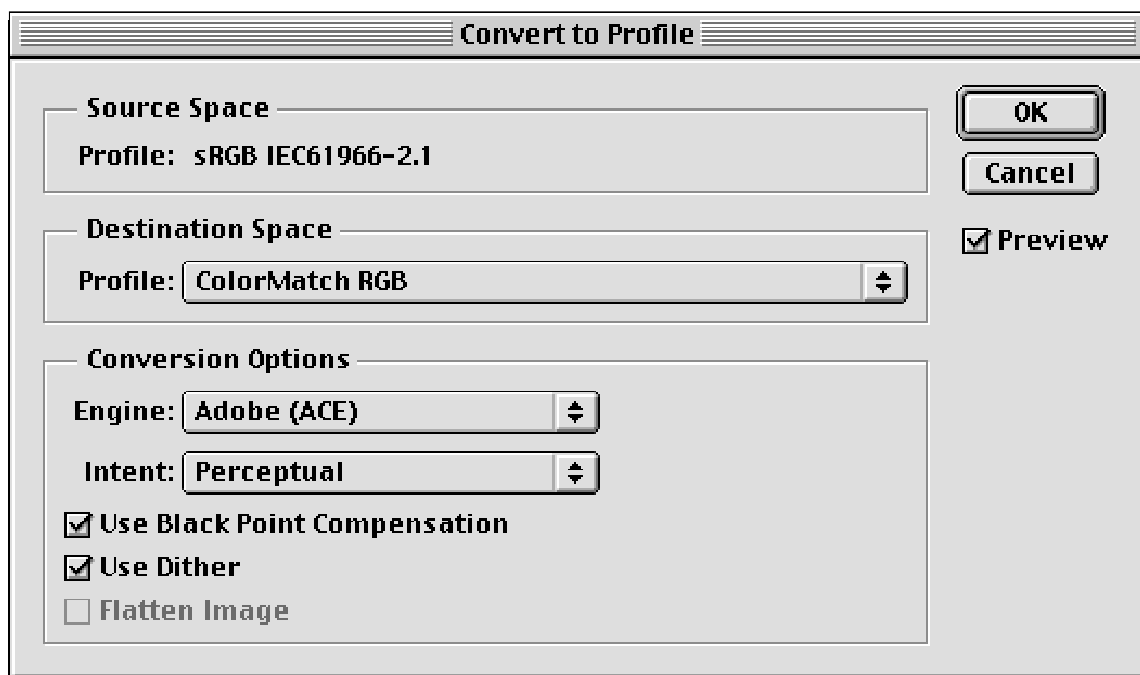 Convert to Profile
Source Space
Profile: sRGB IEC61966-2.1
OK
Cancel
Preview
Destination Space
Profile: ColorMatch RGB
Conversion Options
Engine: Adobe (ACE)
Intent: Perceptual
Use Black Point Compensation
Use Dither
Flatten Image